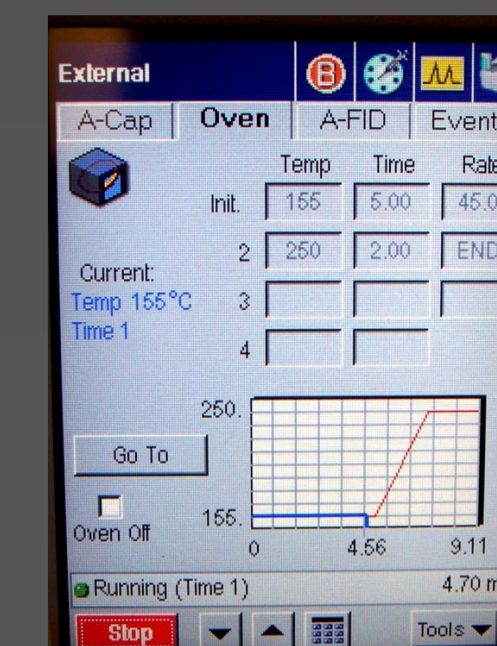 External
B
A-Cap Oven A-FID Event
Temp Time Rate
Init. 155 5.00 45.0
2 250 2.00 END
Current:
Temp 155°C
Time 1
3
4
250.
Go To
155.
Oven Off
0 4.56 9.11
Running (Time 1) 4.70 m
Stop Tools